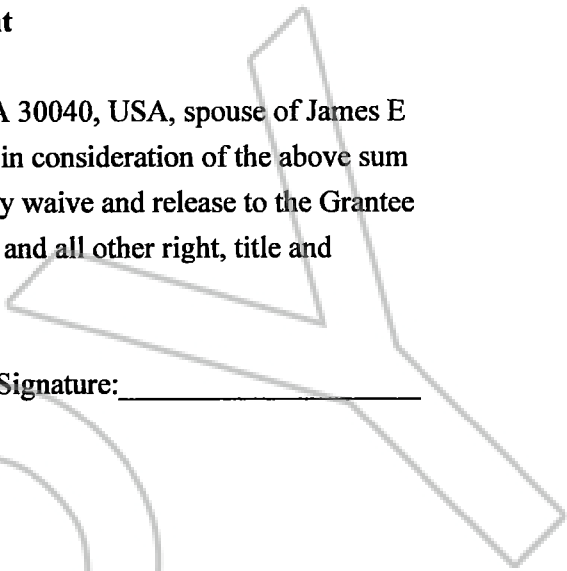 t
A 30040, USA, spouse of James E
in consideration of the above sum
y waive and release to the Grantee
and all other right, title and
Signature: